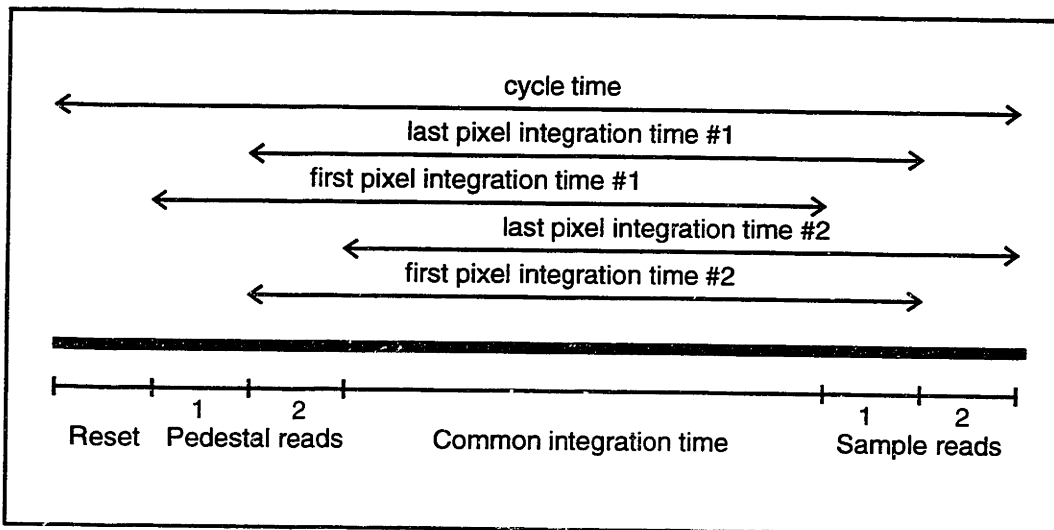 cycle time
last pixel integration time #1
first pixel integration time #1
last pixel integration time #2
first pixel integration time #2
1 2 1 2
Reset Pedestal reads Common integration time Sample reads